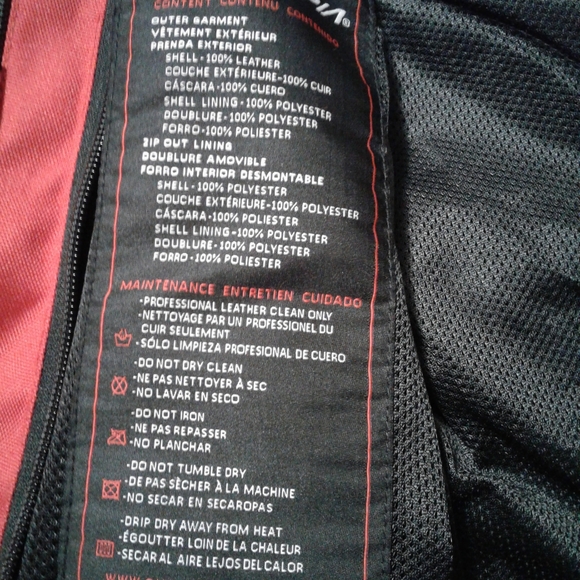 CONTENT CONTENU CONTENIDO
OUTER GARMENT
VÊTEMENT EXTÉRIEUR
PRENDA EXTERIOR
SHELL-100% LEATHER
COUCHE EXTÉRIEURE-100% CUIR
CÁSCARA-100% CUERO
SHELL LINING-100% POLYESTER
DOUBLURE-100% POLYESTER
FORRO-100% POLIESTER
ZIP OUT LINING
DOUBLURE AMOVIBLE
FORRO INTERIOR DESMONTABLE
SHELL-100% POLYESTER
COUCHE EXTÉRIEURE-100% POLYESTER
CÁSCARA-100% POLIESTER
SHELL LINING-100% POLYESTER
DOUBLURE-100% POLYESTER
FORRO-100% POLIESTER
MAINTENANCE ENTRETIEN CUIDADO
-PROFESSIONAL LEATHER CLEAN ONLY
-NETTOYAGE PAR UN PROFESSIONEL DU
CUIR SEULEMENT
-SÓLO LIMPIEZA PROFESIONAL DE CUERO
-DO NOT DRY CLEAN
-NE PAS NETTOYER À SEC
-NO LAVAR EN SECO
-DO NOT IRON
-NE PAS REPASSER
-NO PLANCHAR
-DO NOT TUMBLE DRY
-DE PAS SÈCHER À LA MACHINE
-NO SECAR EN SECAROPAS
-DRIP DRY AWAY FROM HEAT
-ÉGOUTTER LOIN DE LA CHALEUR
-SECAR AL AIRE LEJOS DEL CALOR